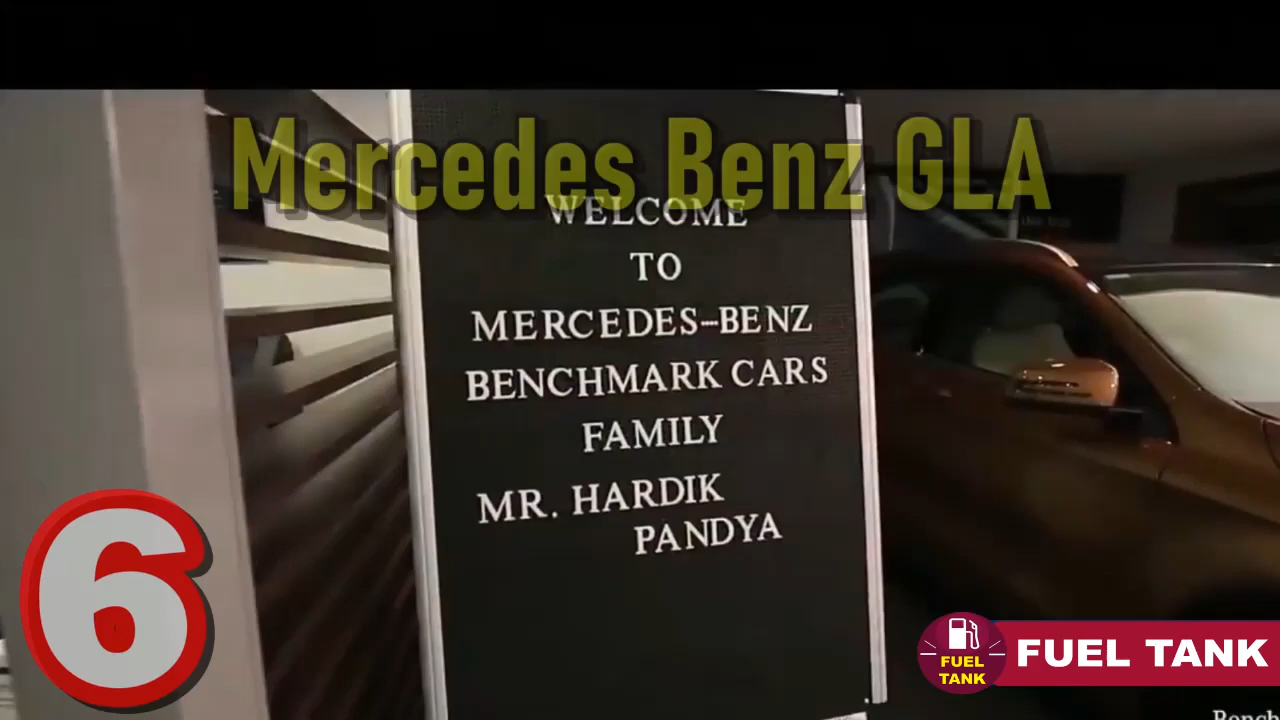 Mercedes Benz GLA
WELCOME
TO
MERCEDES-BENZ
BENCHMARK CARS
FAMILY
MR. HARDIK
PANDYA
6
FUEL
TANK
FUEL TANK